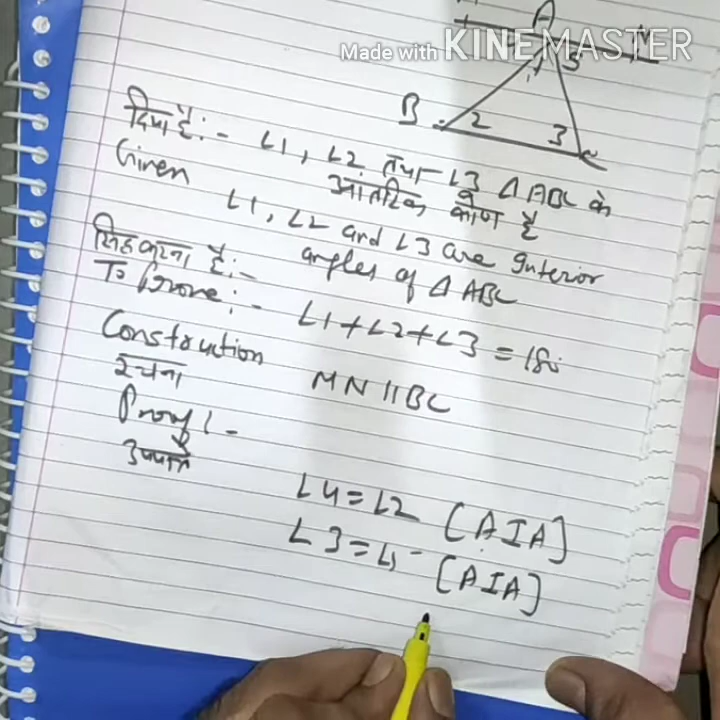 Made with KINEMASTER
A
5
B
2
3
दिया है:- ∠1, ∠2 तथा ∠3 △ABC के
आंतरिक कोण है
Given
∠1, ∠2 and ∠3 are Interior
angles of △ ABC
सिद्ध करना है:-
To Prove:- ∠1+∠2+∠3=180
Construction
रचना
MN || BC
Proof :-
∠4=∠2 [AIA]
∠3=∠5 [AIA]